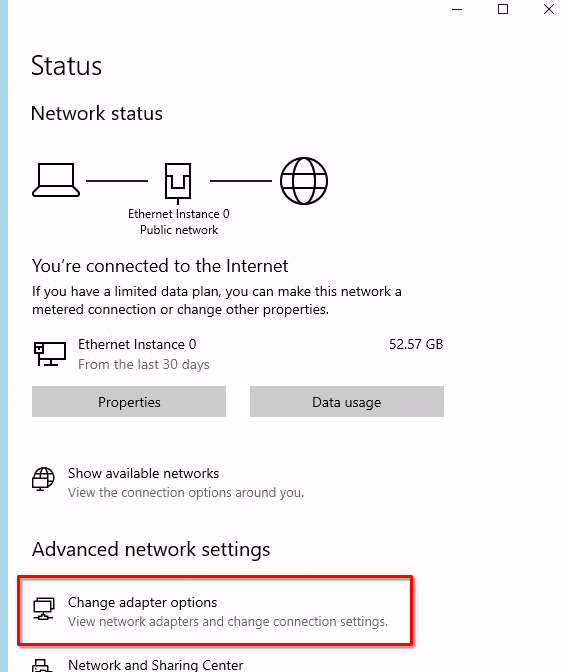 Status
Network status
Ethernet Instance 0
Public network
You're connected to the Internet
If you have a limited data plan, you can make this network a
metered connection or change other properties.
Ethernet Instance 0 52.57 GB
From the last 30 days
Properties Data usage
Show available networks
View the connection options around you.
Advanced network settings
Change adapter options
View network adapters and change connection settings.
Network and Sharing Center